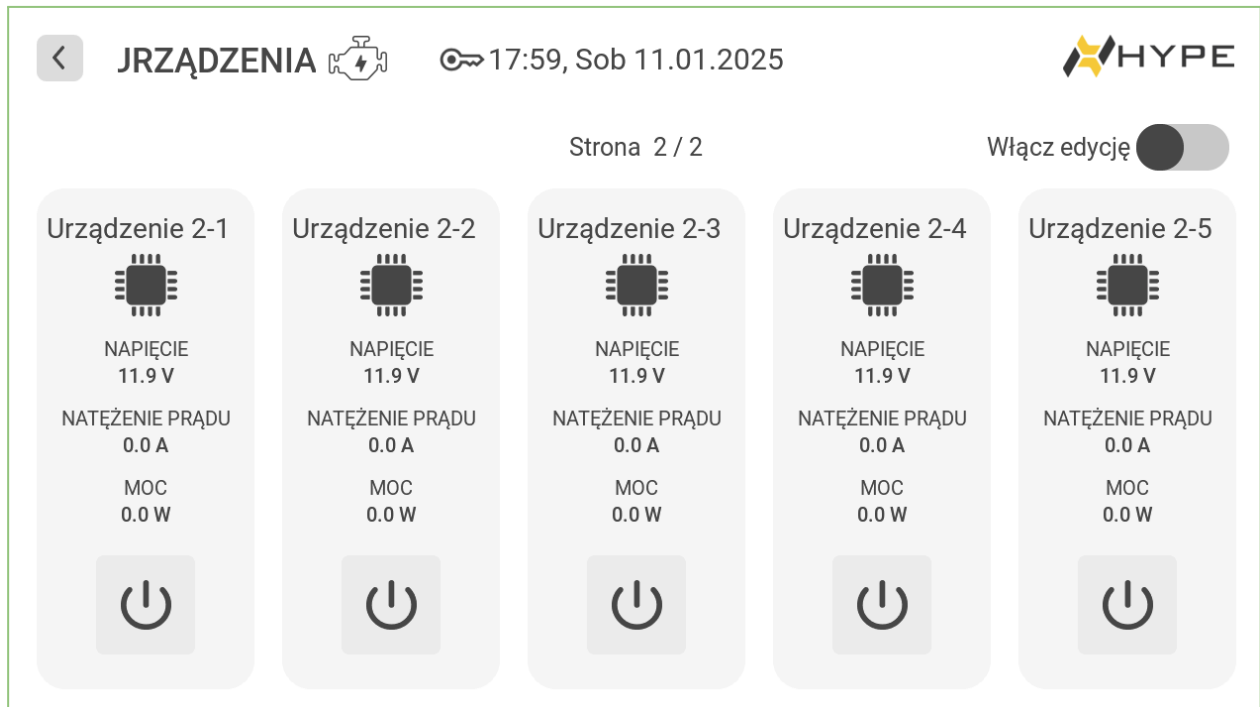 JRZĄDZENIA 17:59, Sob 11.01.2025 HYPE
Strona 2 / 2 Włącz edycję
Urządzenie 2-1 Urządzenie 2-2 Urządzenie 2-3 Urządzenie 2-4 Urządzenie 2-5
NAPIĘCIE NAPIĘCIE NAPIĘCIE NAPIĘCIE NAPIĘCIE
11.9 V 11.9 V 11.9 V 11.9 V 11.9 V
NATĘŻENIE PRĄDU NATĘŻENIE PRĄDU NATĘŻENIE PRĄDU NATĘŻENIE PRĄDU NATĘŻENIE PRĄDU
0.0 A 0.0 A 0.0 A 0.0 A 0.0 A
MOC MOC MOC MOC MOC
0.0 W 0.0 W 0.0 W 0.0 W 0.0 W